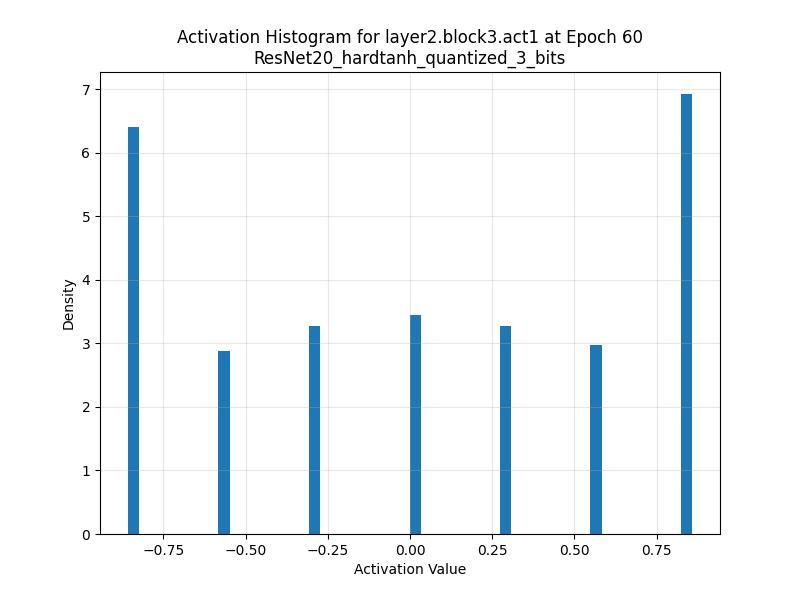 Activation Histogram for layer2.block3.act1 at Epoch 60
ResNet20_hardtanh_quantized_3_bits
Density
7
6
5
4
3
2
1
0
−0.75 −0.50 −0.25 0.00 0.25 0.50 0.75
Activation Value